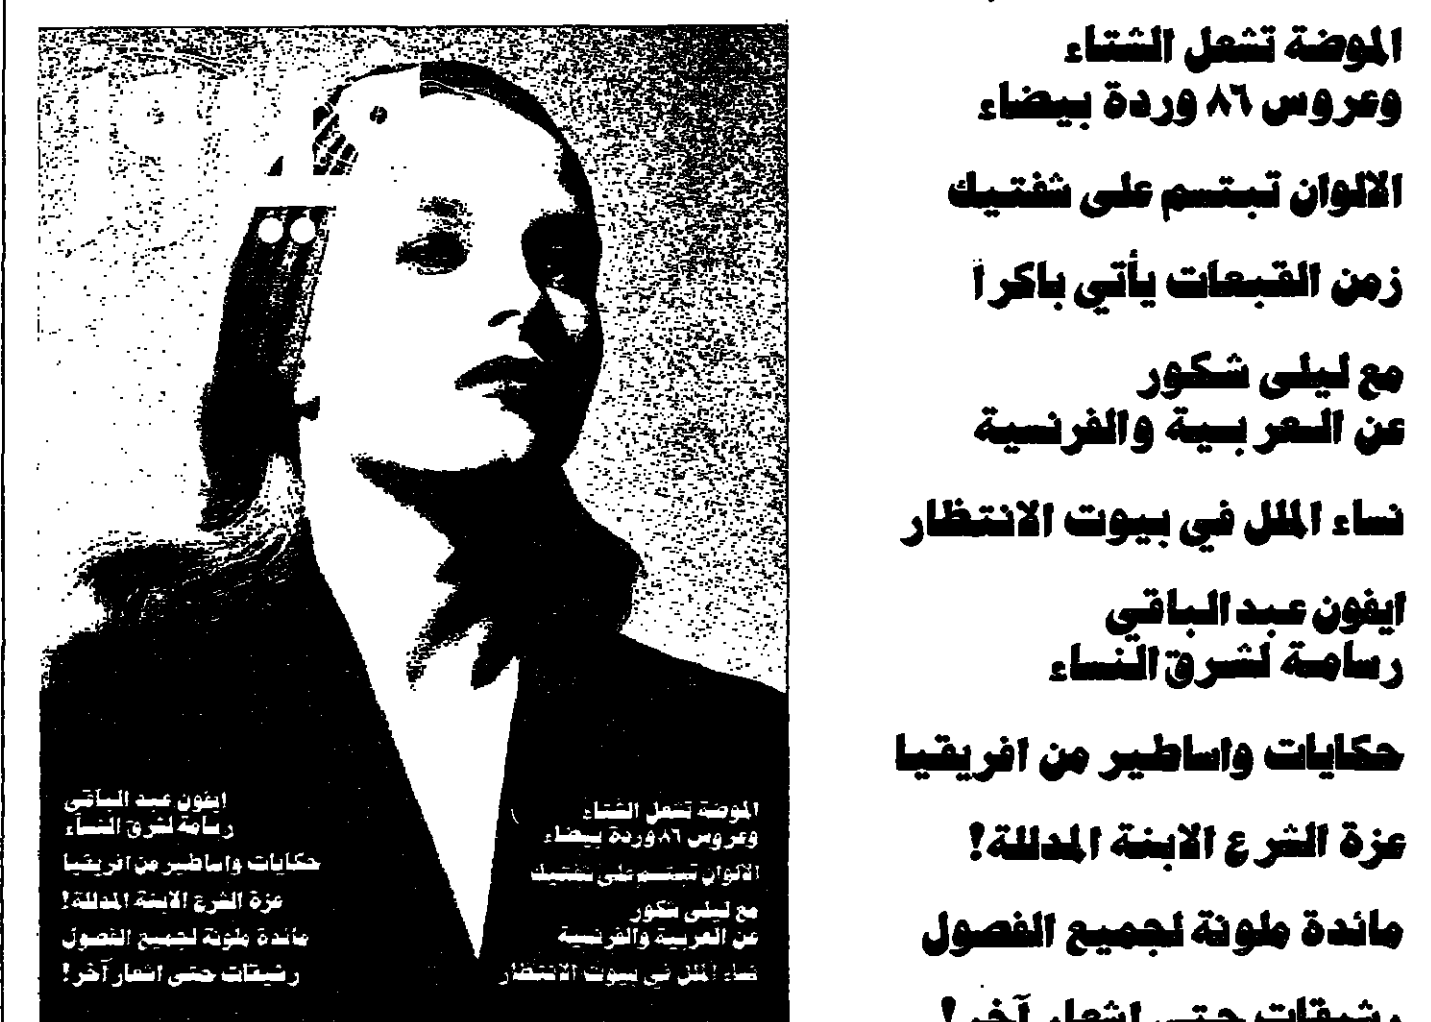 الموضة تشعل الشتاء
وعروس ٨٦ وردة بيضاء
الالوان تبتسم على شفتيك
زمن القبعات يأتي باكرا
مع ليلى شكور
عن العربية والفرنسية
نساء الملل في بيوت الانتظار
ايفون عبد الباقي
رسامة لشرق النساء
حكايات واساطير من افريقيا
عزة الشرع الابنة المدللة!
مائدة ملونة لجميع الفصول
رشيقات حتى اشعار آخر!
الموضة تشعل الشتاء
وعروس ٨٦ وردة بيضاء
الالوان تبتسم على شفتيك
مع ليلى شكور
عن العربية والفرنسية
نساء الملل في بيوت الانتظار
ايفون عبد الباقي
رسامة لشرق النساء
حكايات واساطير من افريقيا
عزة الشرع الابنة المدللة!
مائدة ملونة لجميع الفصول
رشيقات حتى اشعار آخر!